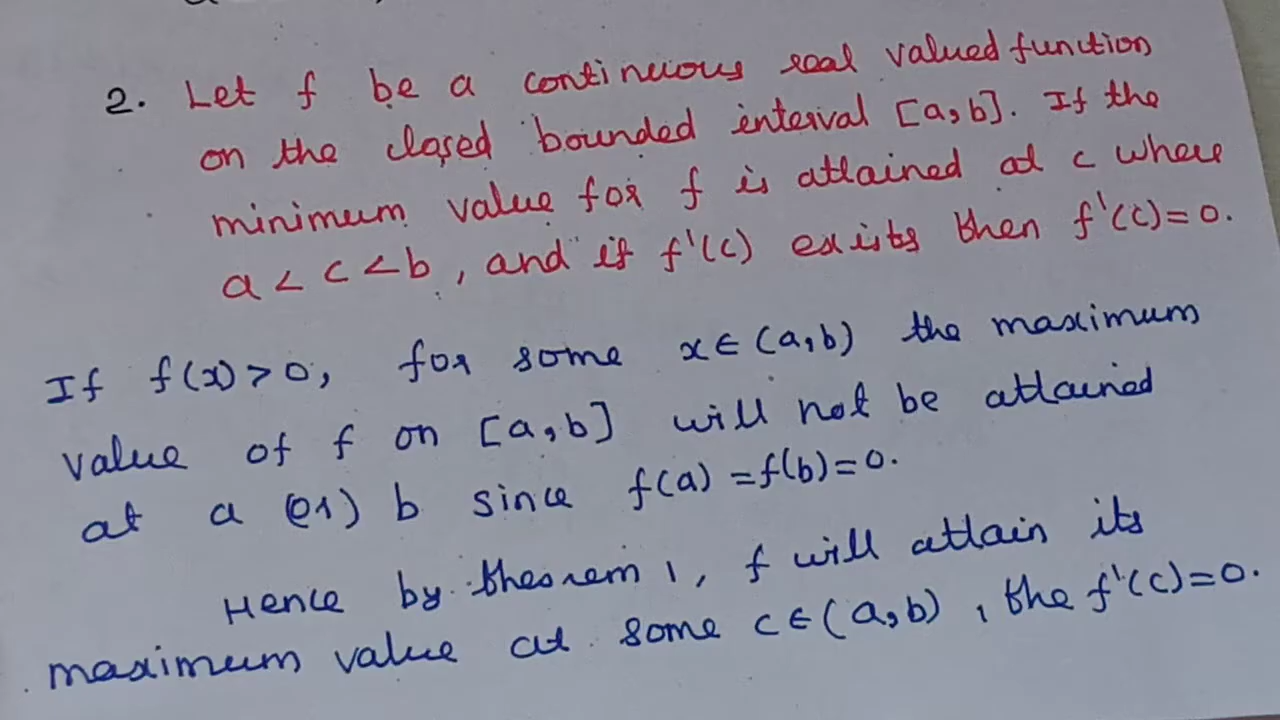 2. Let f be a continuous real valued function
on the closed bounded interval [a,b]. If the
minimum value for f is attained at c where
a < c < b, and if f'(c) exists then f'(c) = 0.
If f(x) > 0, for some x ∈ (a,b) the maximum
value of f on [a,b] will not be attained
at a (or) b since f(a) = f(b) = 0.
Hence by theorem 1, f will attain its
maximum value at some c ∈ (a,b), the f'(c) = 0.